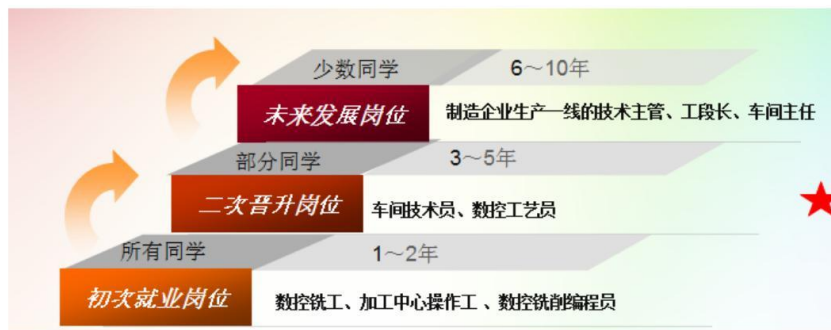 少数同学 6～10年
未来发展岗位 制造企业生产一线的技术主管、工段长、车间主任
部分同学 3～5年
二次晋升岗位 车间技术员、数控工艺员
所有同学 1～2年
初次就业岗位 数控铣工、加工中心操作工、数控铣削编程员